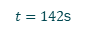 t = 142s